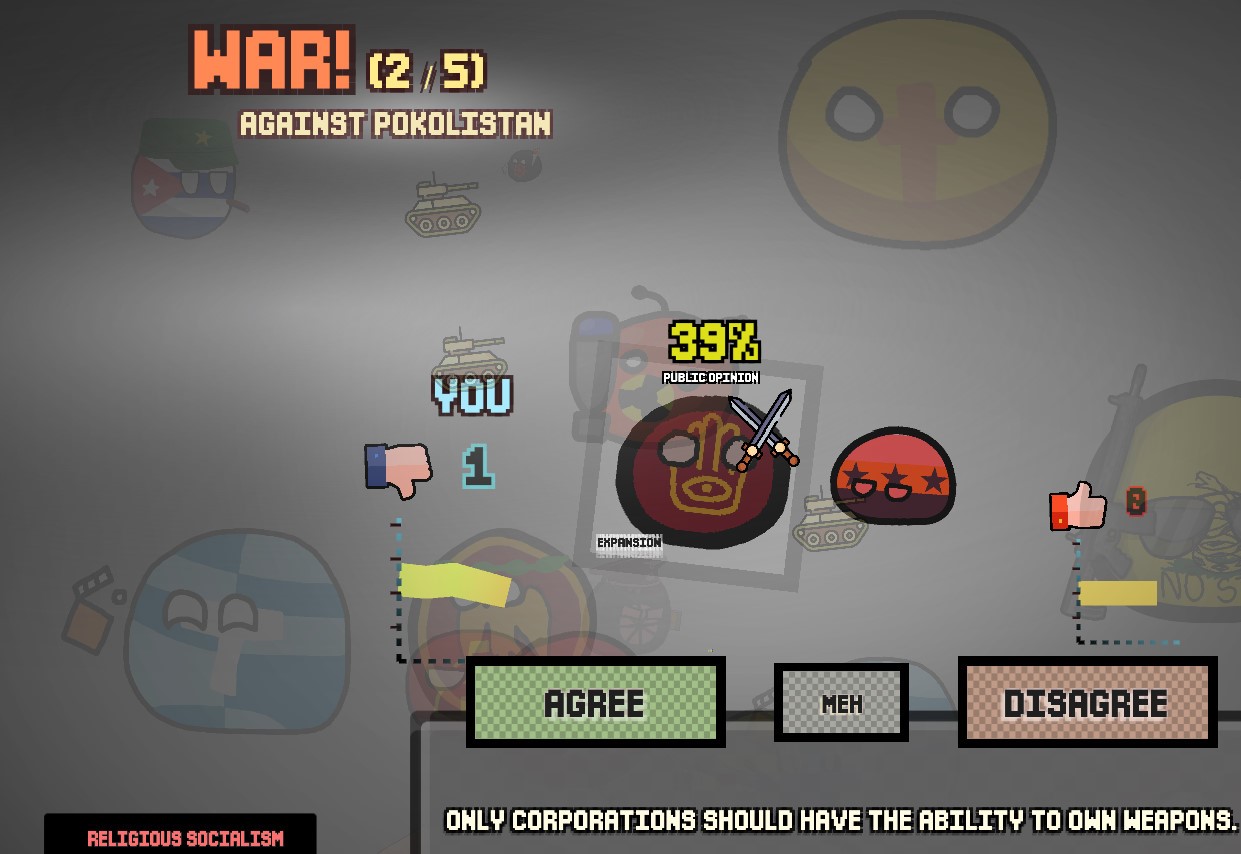 WAR! (2/5)
AGAINST POKOLISTAN
39%
PUBLIC OPINION
YOU
1
0
EXPANSION
NO S
AGREE
MEH
DISAGREE
ONLY CORPORATIONS SHOULD HAVE THE ABILITY TO OWN WEAPONS.
RELIGIOUS SOCIALISM